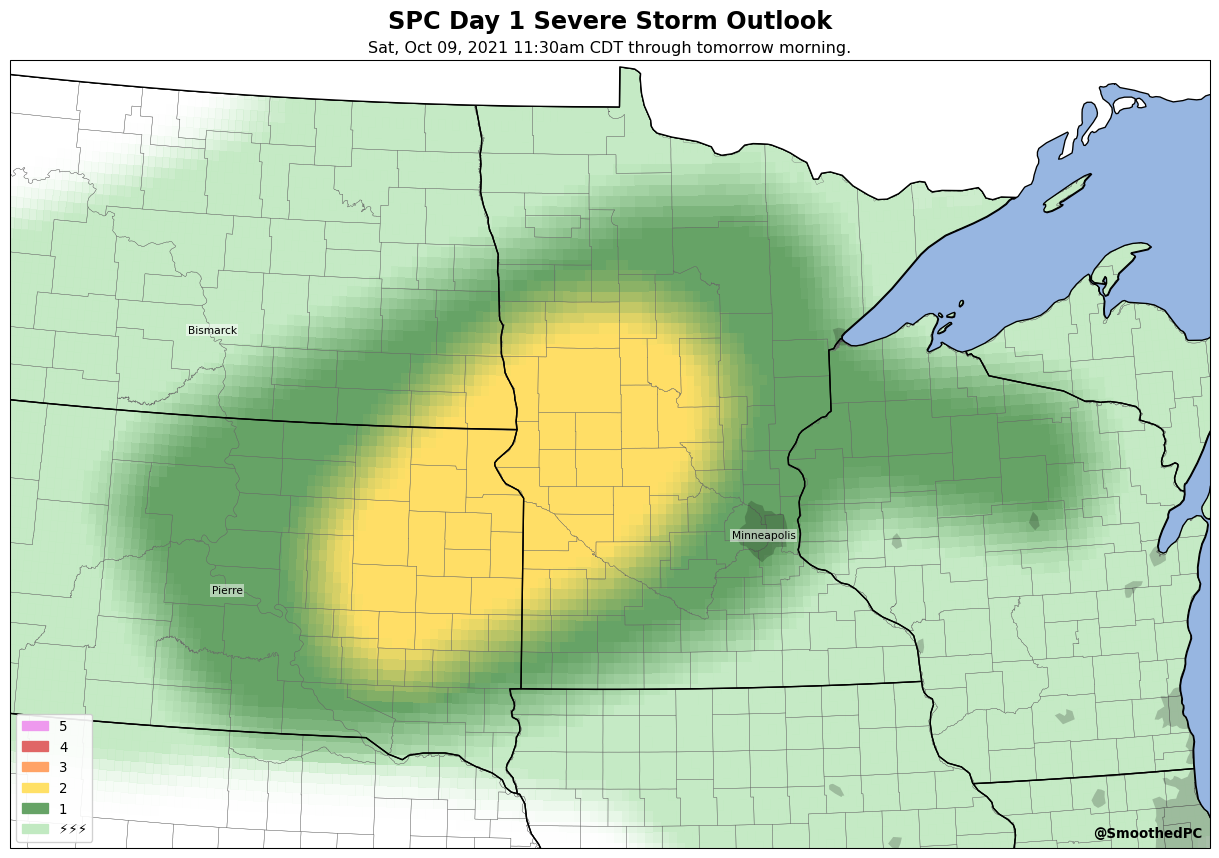 SPC Day 1 Severe Storm Outlook
Sat, Oct 09, 2021 11:30am CDT through tomorrow morning.
Bismarck
Minneapolis
Pierre
5
4
3
2
1
⚡⚡⚡
@SmoothedPC